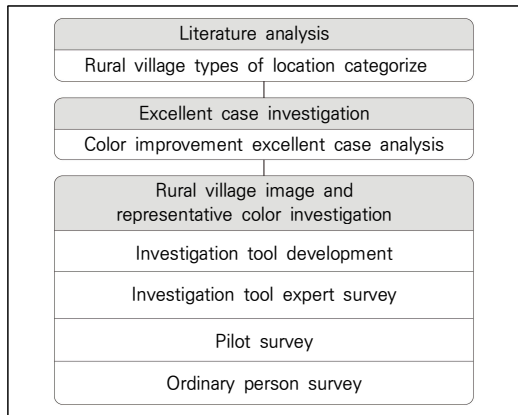 Literature analysis
Rural village types of location categorize
Excellent case investigation
Color improvement excellent case analysis
Rural village image and
representative color investigation
Investigation tool development
Investigation tool expert survey
Pilot survey
Ordinary person survey